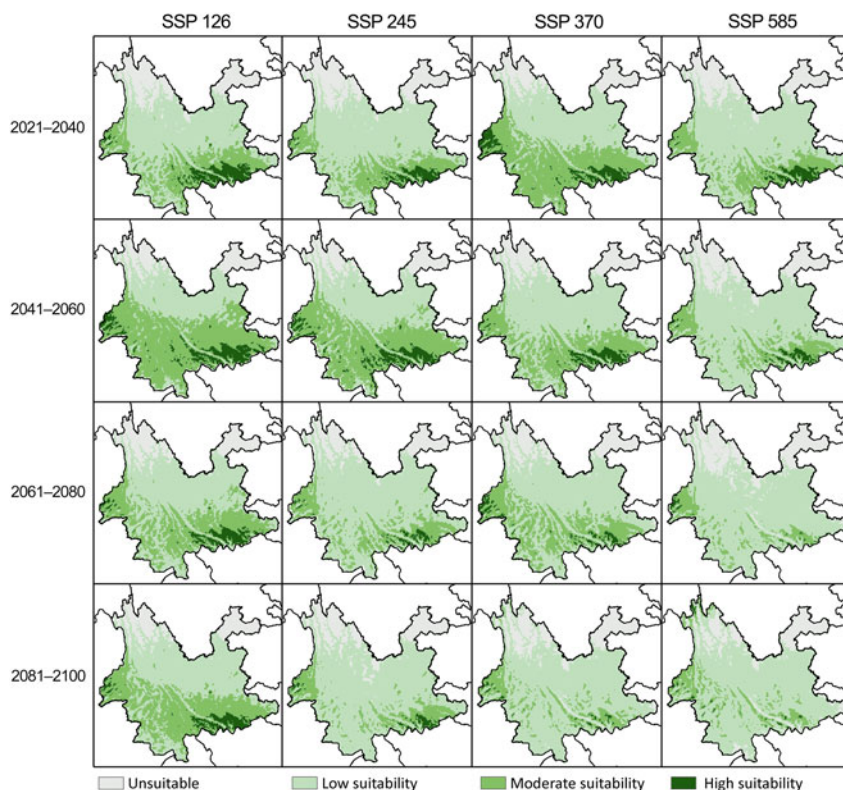 SSP 126 SSP 245 SSP 370 SSP 585
2021–2040
2041–2060
2061–2080
2081–2100
Unsuitable Low suitability Moderate suitability High suitability